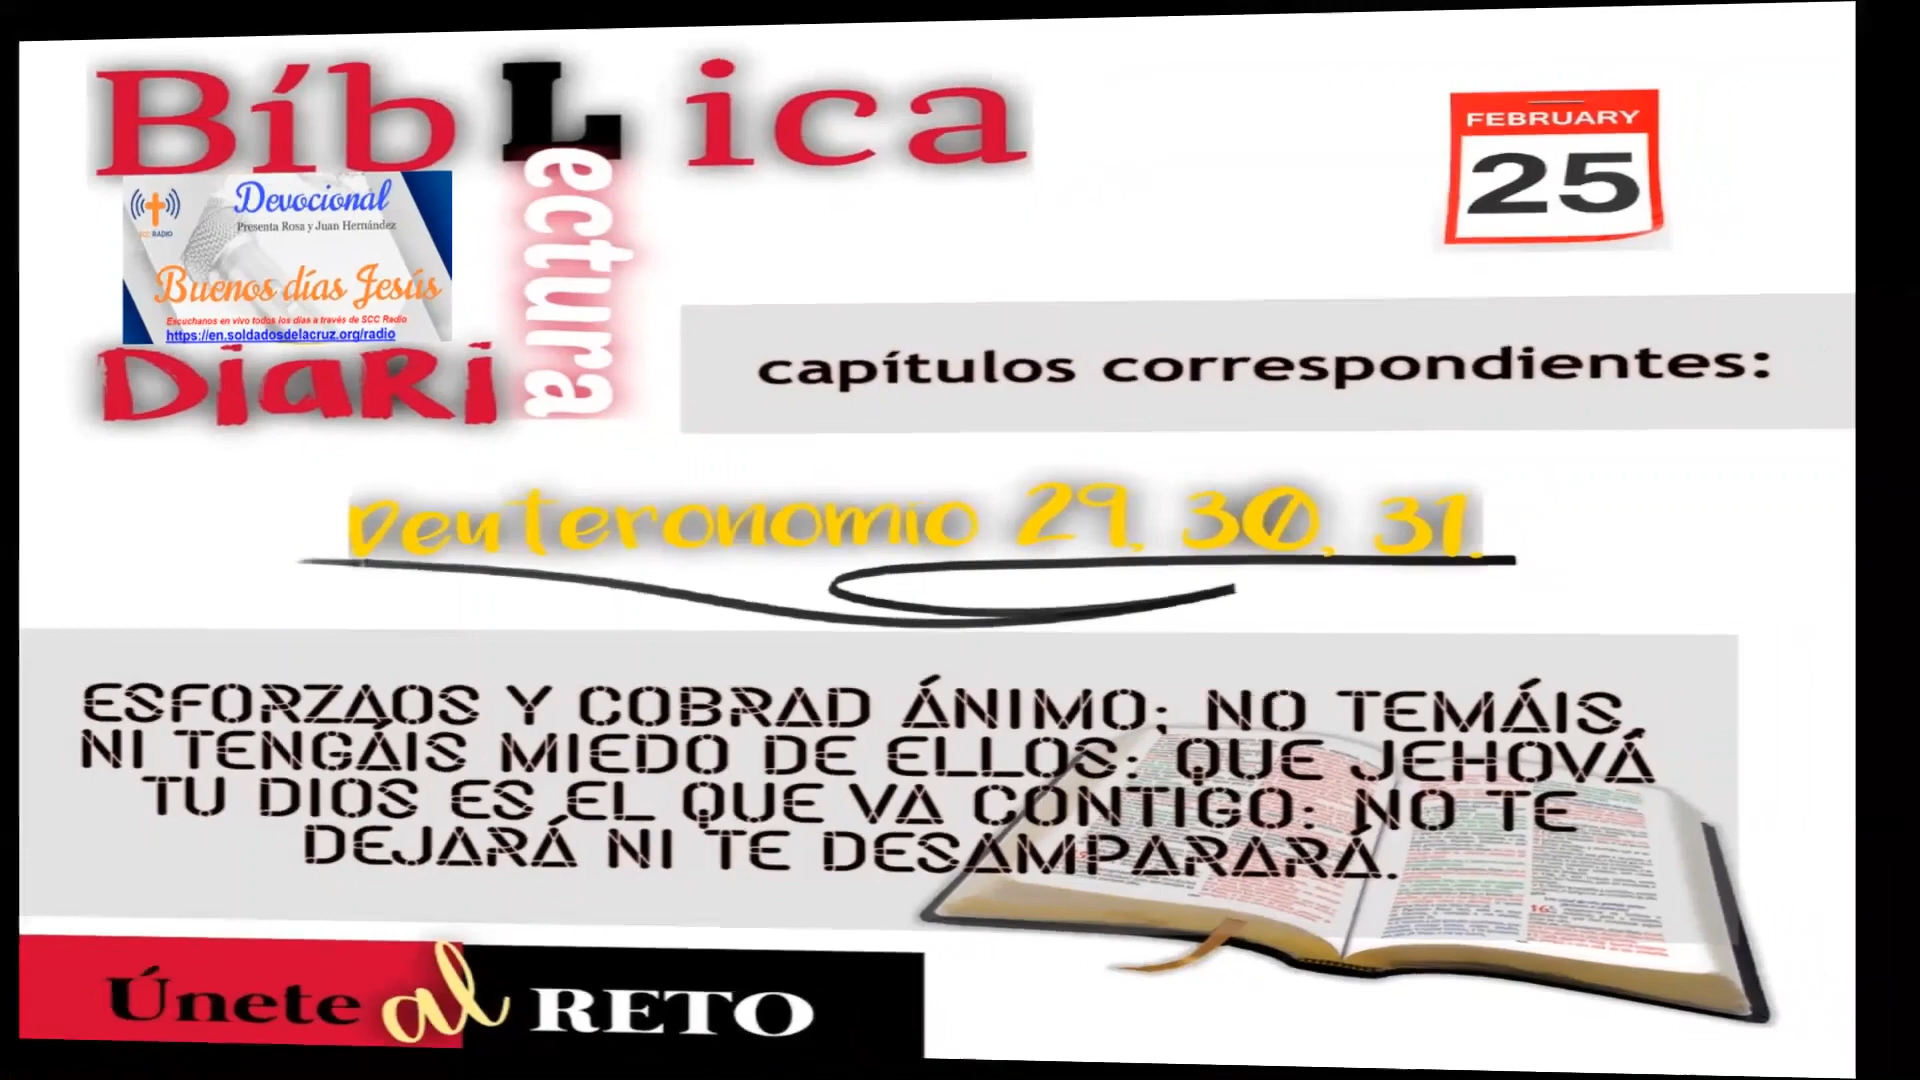 BíbLica
Lectura
DiaRi
FEBRUARY
25
SCC RADIO
Devocional
Presenta Rosa y Juan Hernández
Buenos días Jesús
Escuchanos en vivo todos los días a través de SCC Radio
https://en.soldadosdelacruz.org/radio
capítulos correspondientes:
Deuteronomio 29, 30, 31.
ESFORZAOS Y COBRAD ÁNIMO; NO TEMÁIS,
NI TENGÁIS MIEDO DE ELLOS: QUE JEHOVÁ
TU DIOS ES EL QUE VA CONTIGO: NO TE
DEJARÁ NI TE DESAMPARARÁ.
Únete al RETO